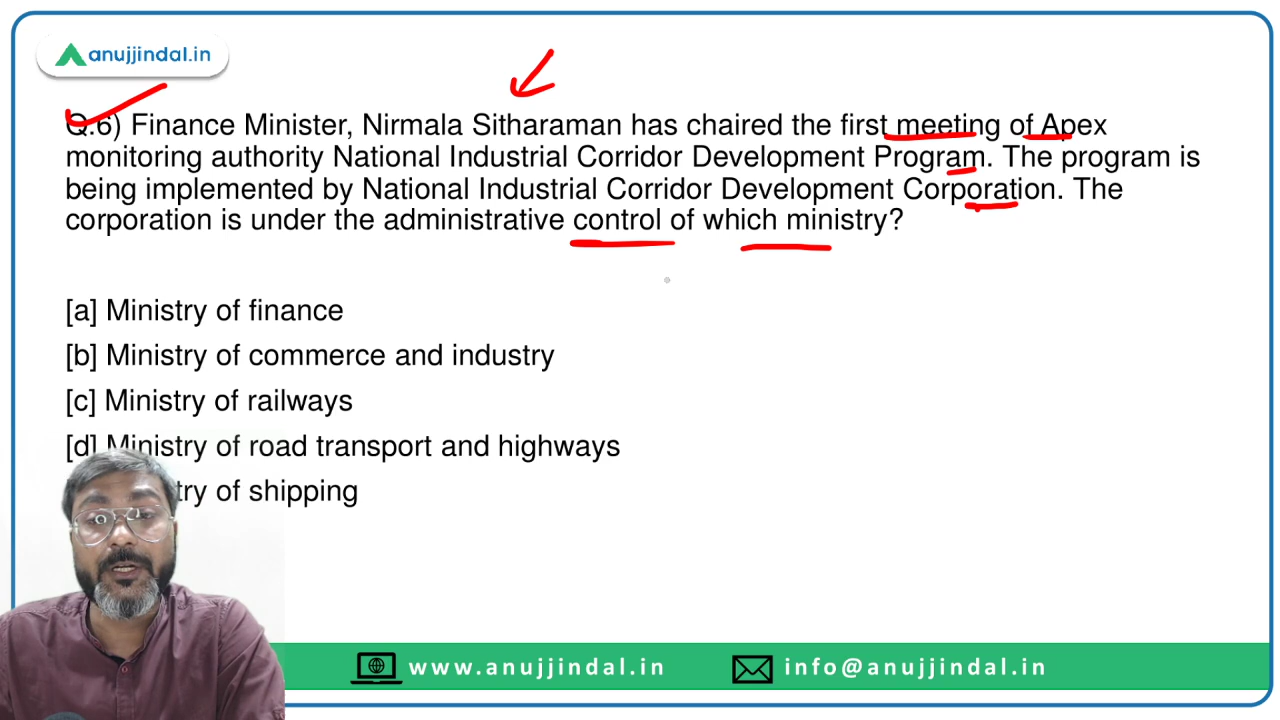 anujjindal.in
Q.6) Finance Minister, Nirmala Sitharaman has chaired the first meeting of Apex
monitoring authority National Industrial Corridor Development Program. The program is
being implemented by National Industrial Corridor Development Corporation. The
corporation is under the administrative control of which ministry?
[a] Ministry of finance
[b] Ministry of commerce and industry
[c] Ministry of railways
[d] Ministry of road transport and highways
of shipping
www.anujjindal.in
info@anujjindal.in